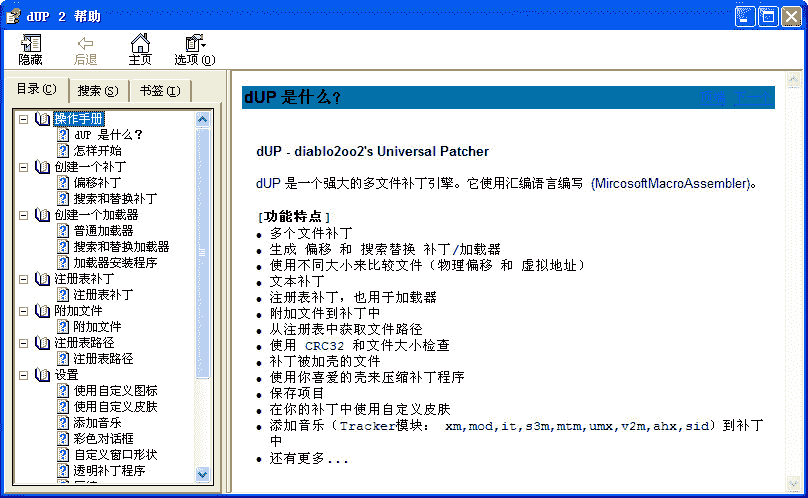 dUP 2 帮助
隐藏
后退
主页
选项(O)
目录(C)
搜索(S)
书签(I)
操作手册
dUP 是什么?
怎样开始
创建一个补丁
偏移补丁
搜索和替换补丁
创建一个加载器
普通加载器
搜索和替换加载器
加载器安装程序
注册表补丁
注册表补丁
附加文件
附加文件
注册表路径
注册表路径
设置
使用自定义图标
使用自定义皮肤
添加音乐
彩色对话框
自定义窗口形状
透明补丁程序
dUP 是什么?
dUP - diablo2oo2's Universal Patcher
dUP 是一个强大的多文件补丁引擎。它使用汇编语言编写 (MircosoftMacroAssembler)。
[功能特点]
● 多个文件补丁
● 生成 偏移 和 搜索替换 补丁/加载器
● 使用不同大小来比较文件(物理偏移 和 虚拟地址)
● 文本补丁
● 注册表补丁,也用于加载器
● 附加文件到补丁中
● 从注册表中获取文件路径
● 使用 CRC32 和文件大小检查
● 补丁被加壳的文件
● 使用你喜爱的壳来压缩补丁程序
● 保存项目
● 在你的补丁中使用自定义皮肤
● 添加音乐(Tracker模块: xm,mod,it,s3m,mtm,umx,v2m,ahx,sid)到补丁
中
● 还有更多...